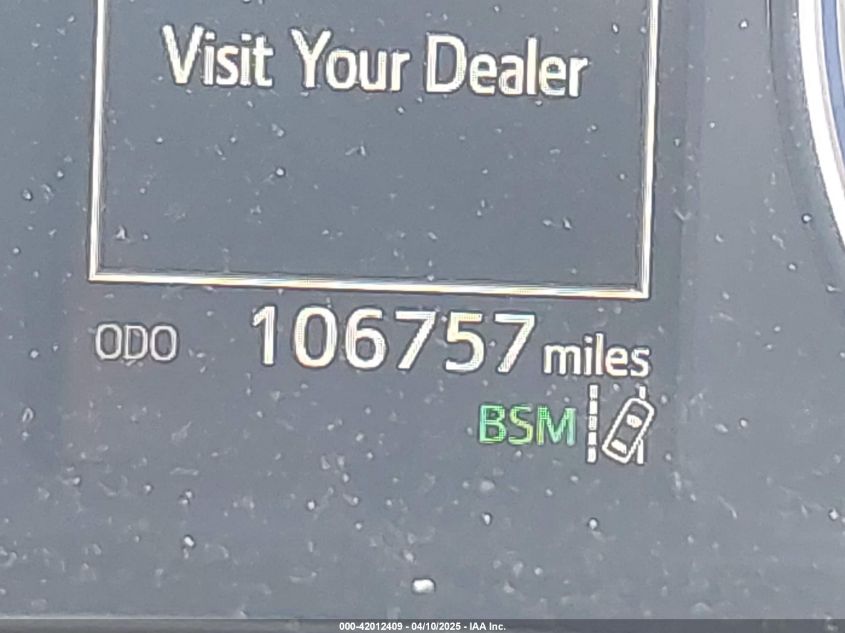 Visit Your Dealer
ODO 106757 miles
BSM
000-42012409 - 04/10/2025 - IAA Inc.